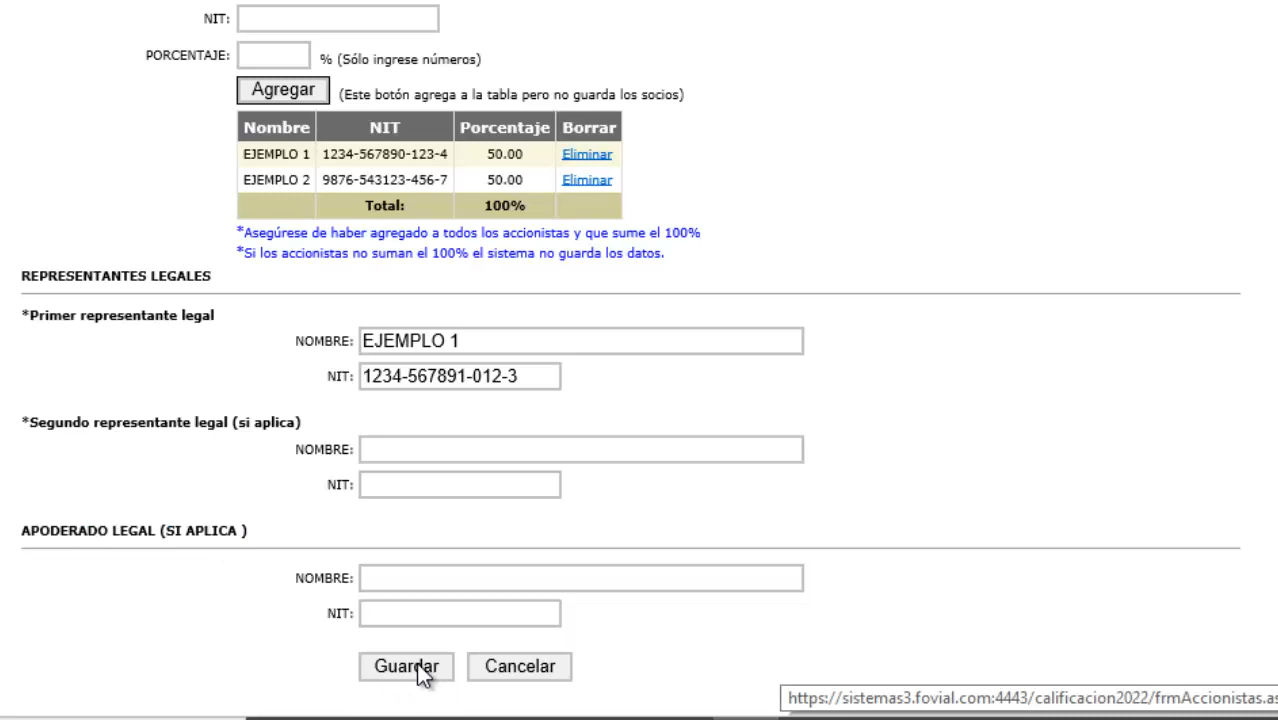 NIT:
PORCENTAJE: % (Sólo ingrese números)
Agregar (Este botón agrega a la tabla pero no guarda los socios)
Nombre NIT Porcentaje Borrar
EJEMPLO 1 1234-567890-123-4 50.00 Eliminar
EJEMPLO 2 9876-543123-456-7 50.00 Eliminar
Total: 100%
*Asegúrese de haber agregado a todos los accionistas y que sume el 100%
*Si los accionistas no suman el 100% el sistema no guarda los datos.
REPRESENTANTES LEGALES
*Primer representante legal
NOMBRE: EJEMPLO 1
NIT: 1234-567891-012-3
*Segundo representante legal (si aplica)
NOMBRE:
NIT:
APODERADO LEGAL (SI APLICA )
NOMBRE:
NIT:
Guardar Cancelar
https://sistemas3.fovial.com:4443/calificacion2022/frmAccionistas.as